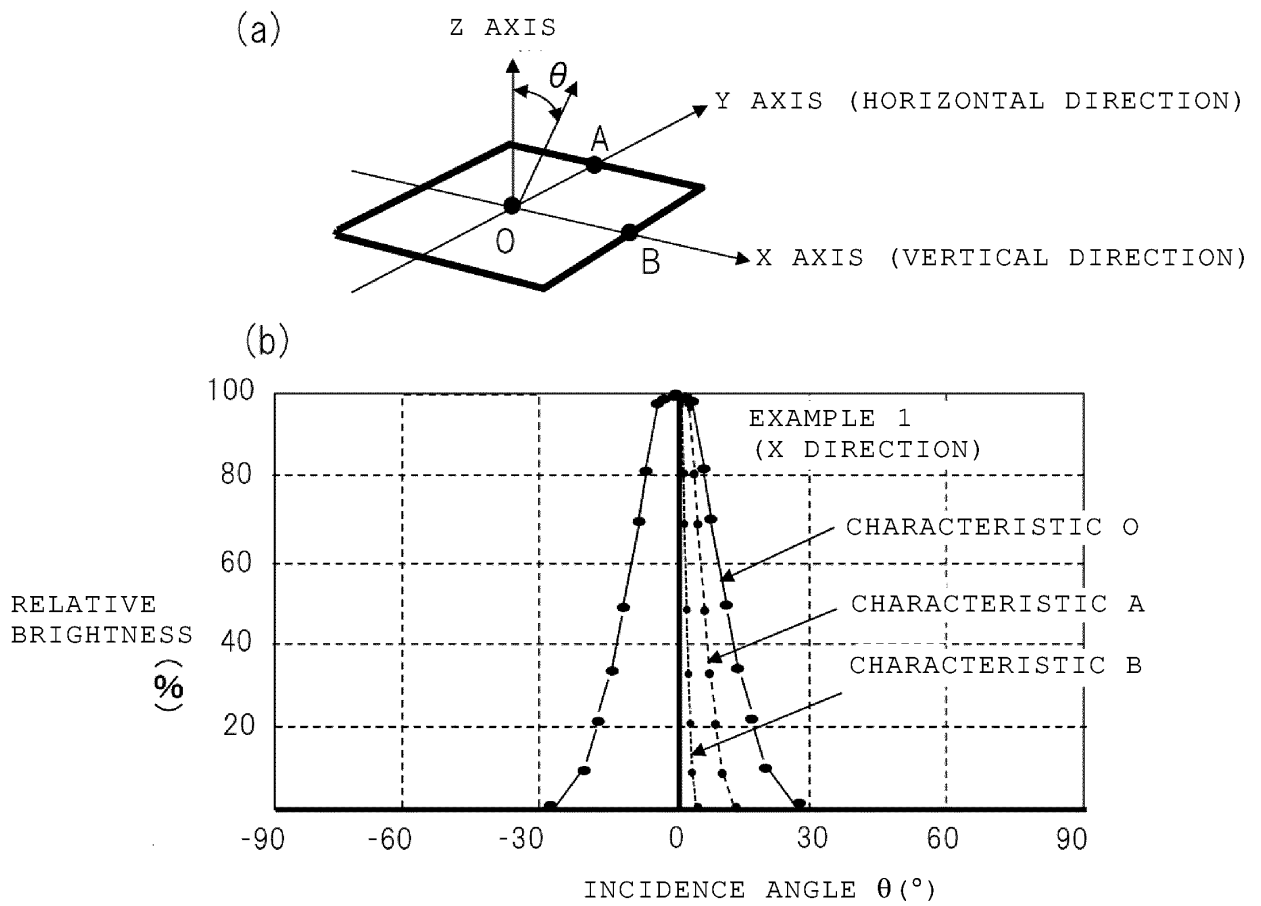 (a)
Z AXIS
θ
Y AXIS (HORIZONTAL DIRECTION)
A
O
B
X AXIS (VERTICAL DIRECTION)
(b)
100
80
60
40
20
RELATIVE
BRIGHTNESS
(%)
EXAMPLE 1
(X DIRECTION)
CHARACTERISTIC O
CHARACTERISTIC A
CHARACTERISTIC B
-90 -60 -30 0 30 60 90
INCIDENCE ANGLE θ(°)